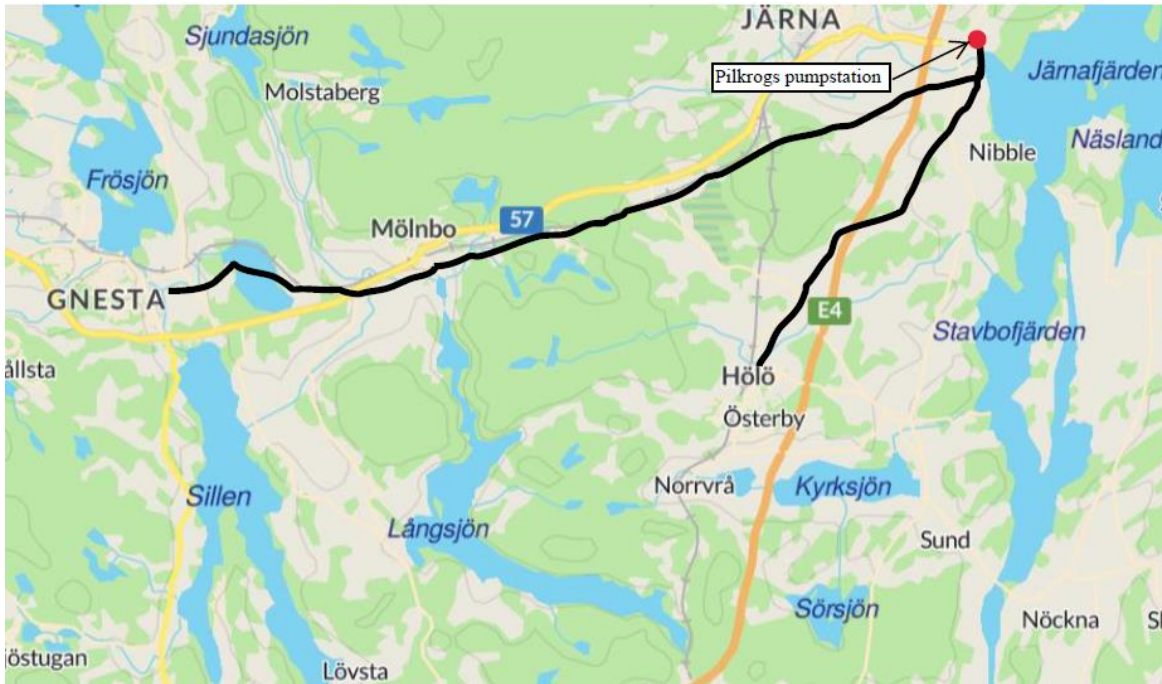 JÄRNA
Sjundasjön
Pilkrogs pumpstation
Järnafjärden
Molstaberg
Näsland
Nibble
Frösjön
Mölnbo
57
GNESTA
E4
Stavbofjärden
ållsta
Hölö
Österby
Sillen
Norrvrå
Kyrksjön
Långsjön
Sund
Sörsjön
Nöckna
jöstugan
Lövsta